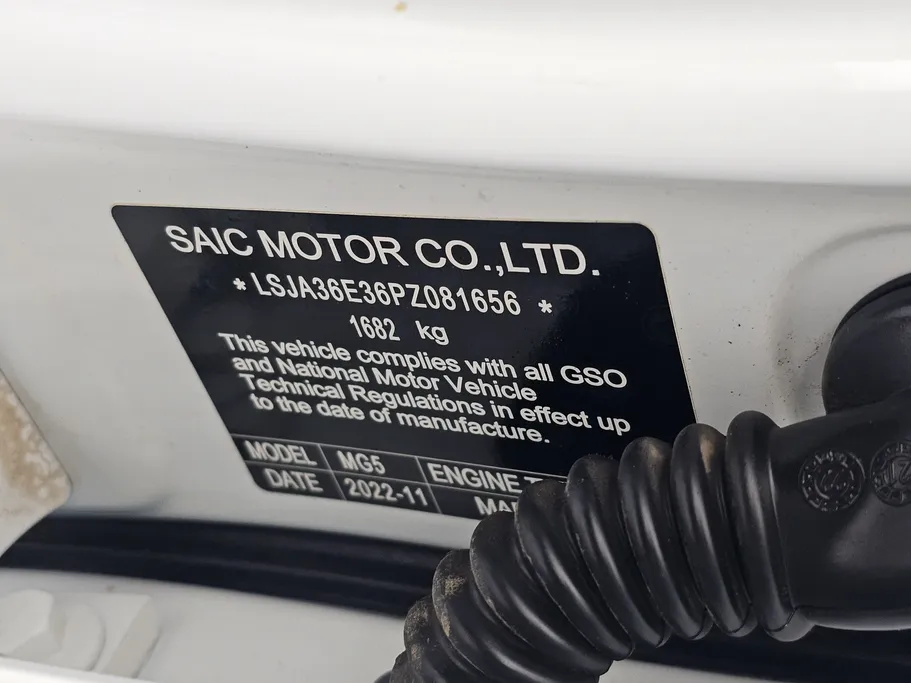 SAIC MOTOR CO.,LTD.
* LSJA36E36PZ081656 *
1682 kg
This vehicle complies with all GSO
and National Motor Vehicle
Technical Regulations in effect up
to the date of manufacture.
MODEL MG5 ENGINE
DATE 2022-11